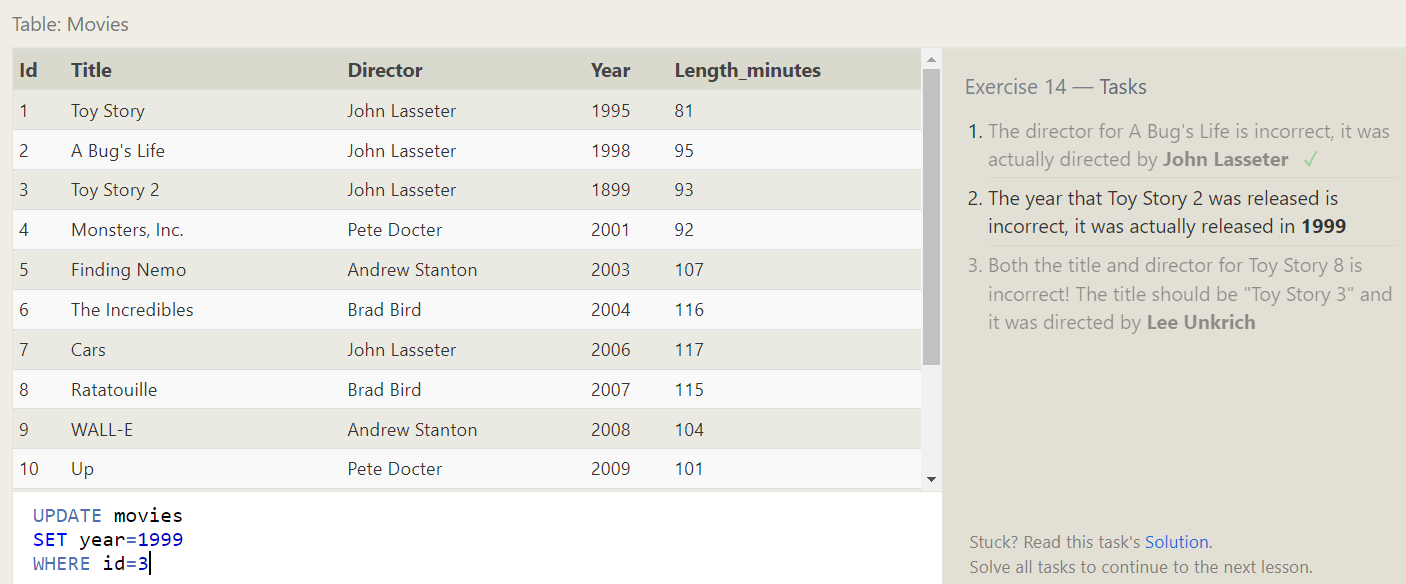 Table: Movies
Id Title Director Year Length_minutes
1 Toy Story John Lasseter 1995 81
2 A Bug's Life John Lasseter 1998 95
3 Toy Story 2 John Lasseter 1899 93
4 Monsters, Inc. Pete Docter 2001 92
5 Finding Nemo Andrew Stanton 2003 107
6 The Incredibles Brad Bird 2004 116
7 Cars John Lasseter 2006 117
8 Ratatouille Brad Bird 2007 115
9 WALL-E Andrew Stanton 2008 104
10 Up Pete Docter 2009 101
UPDATE movies
SET year=1999
WHERE id=3
Exercise 14 — Tasks
1. The director for A Bug's Life is incorrect, it was
actually directed by John Lasseter ✓
2. The year that Toy Story 2 was released is
incorrect, it was actually released in 1999
3. Both the title and director for Toy Story 8 is
incorrect! The title should be "Toy Story 3" and
it was directed by Lee Unkrich
Stuck? Read this task's Solution.
Solve all tasks to continue to the next lesson.